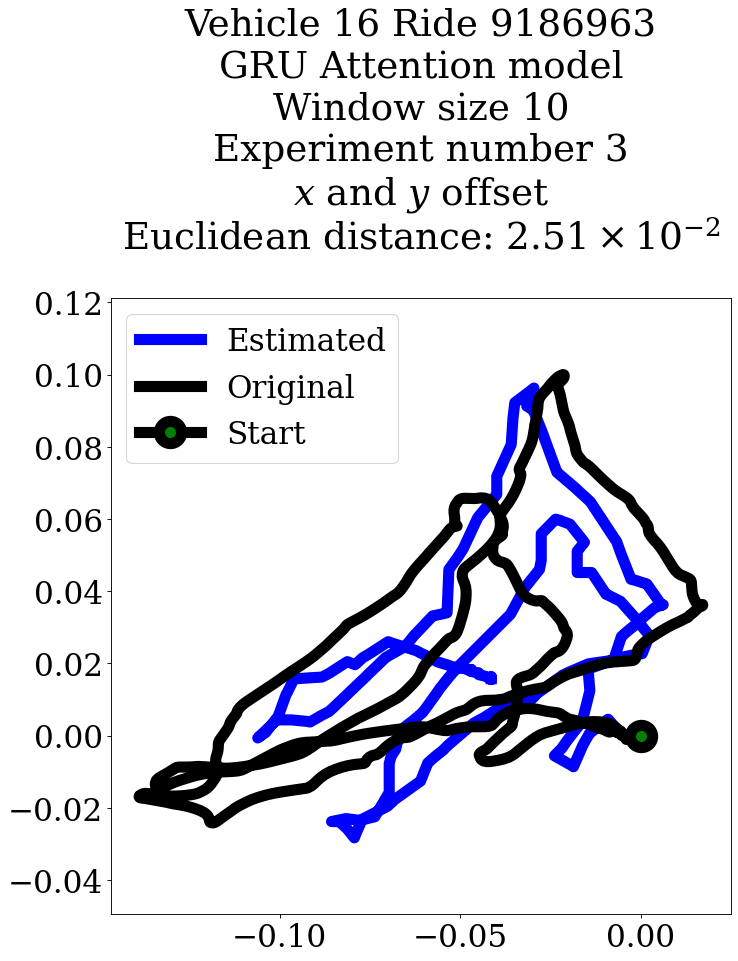 Vehicle 16 Ride 9186963
GRU Attention model
Window size 10
Experiment number 3
x and y offset
Euclidean distance: 2.51 × 10⁻²
0.12
Estimated
0.10
Original
0.08
Start
0.06
0.04
0.02
0.00
−0.02
−0.04
−0.10 −0.05 0.00